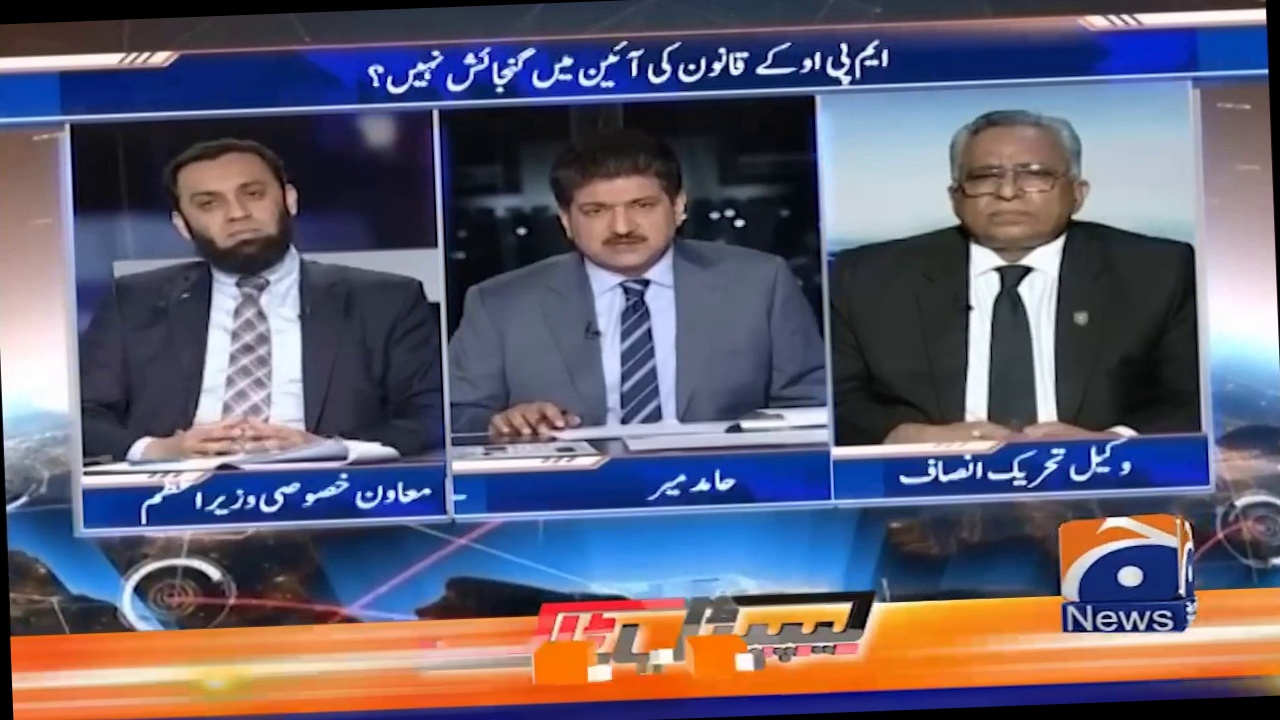 ایم پی او کے قانون کی آئین میں گنجائش نہیں؟
وکیل تحریک انصاف
حامد میر
معاون خصوصی وزیراعظم
News